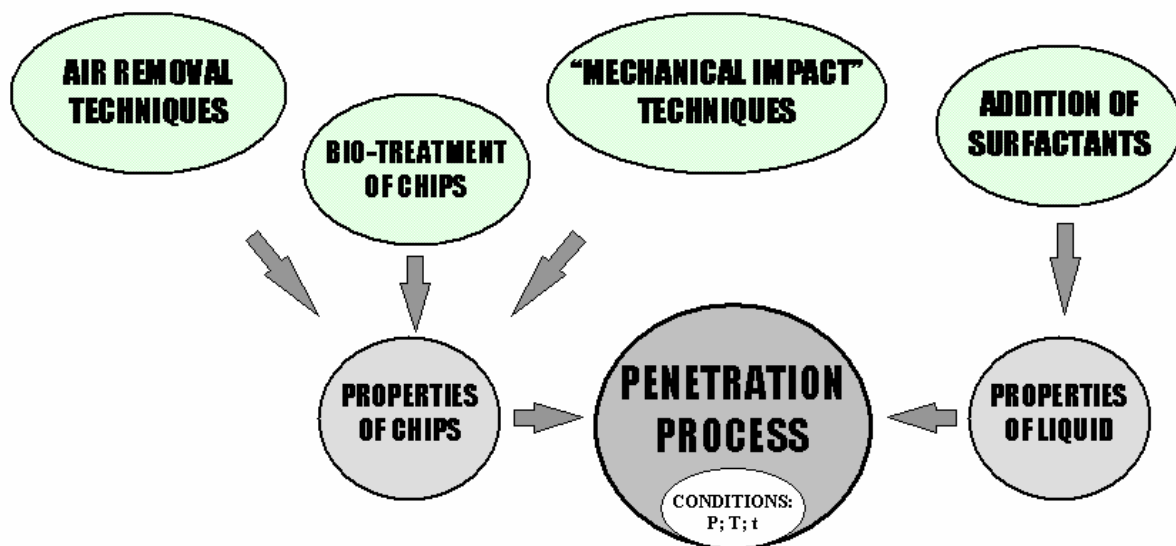 AIR REMOVAL
TECHNIQUES
BIO-TREATMENT
OF CHIPS
“MECHANICAL IMPACT”
TECHNIQUES
ADDITION OF
SURFACTANTS
PROPERTIES
OF CHIPS
PENETRATION
PROCESS
CONDITIONS:
P; T; t
PROPERTIES
OF LIQUID